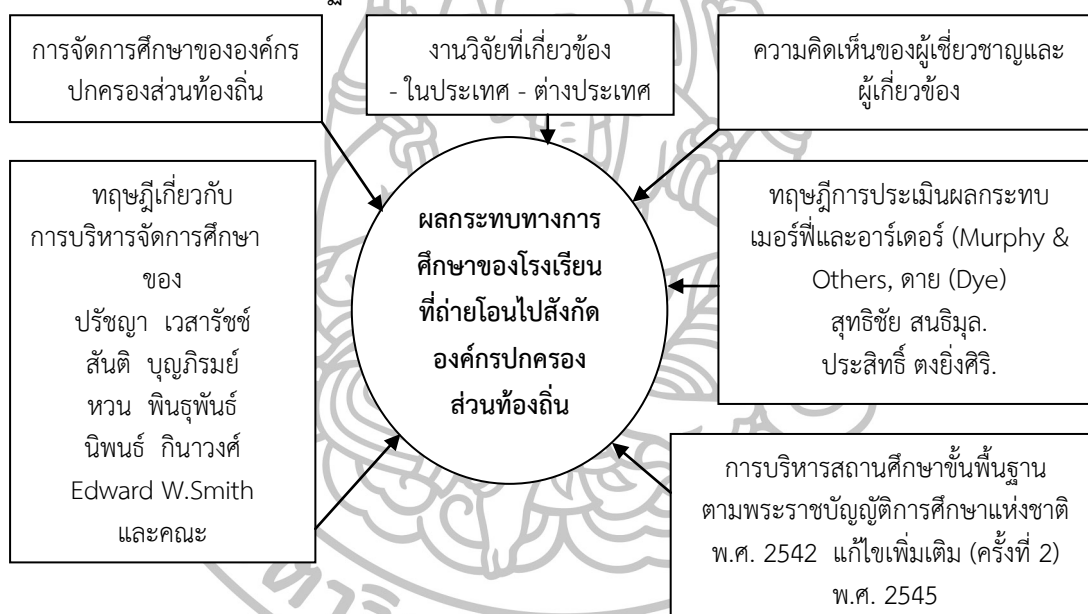 การจัดการศึกษาขององค์กร
ปกครองส่วนท้องถิ่น
งานวิจัยที่เกี่ยวข้อง
- ในประเทศ - ต่างประเทศ
ความคิดเห็นของผู้เชี่ยวชาญและ
ผู้เกี่ยวข้อง
ทฤษฎีเกี่ยวกับ
การบริหารจัดการศึกษา
ของ
ปรัชญา เวสารัชช์
สันติ บุญภิรมย์
หวน พินธุพันธ์
นิพนธ์ กินาวงศ์
Edward W.Smith
และคณะ
ผลกระทบทางการ
ศึกษาของโรงเรียน
ที่ถ่ายโอนไปสังกัด
องค์กรปกครอง
ส่วนท้องถิ่น
ทฤษฎีการประเมินผลกระทบ
เมอร์ฟี่และอาร์เดอร์ (Murphy &
Others, ดาย (Dye)
สุทธิชัย สนธิมุล.
ประสิทธิ์ ตงยิ่งศิริ.
การบริหารสถานศึกษาขั้นพื้นฐาน
ตามพระราชบัญญัติการศึกษาแห่งชาติ
พ.ศ. 2542 แก้ไขเพิ่มเติม (ครั้งที่ 2)
พ.ศ. 2545